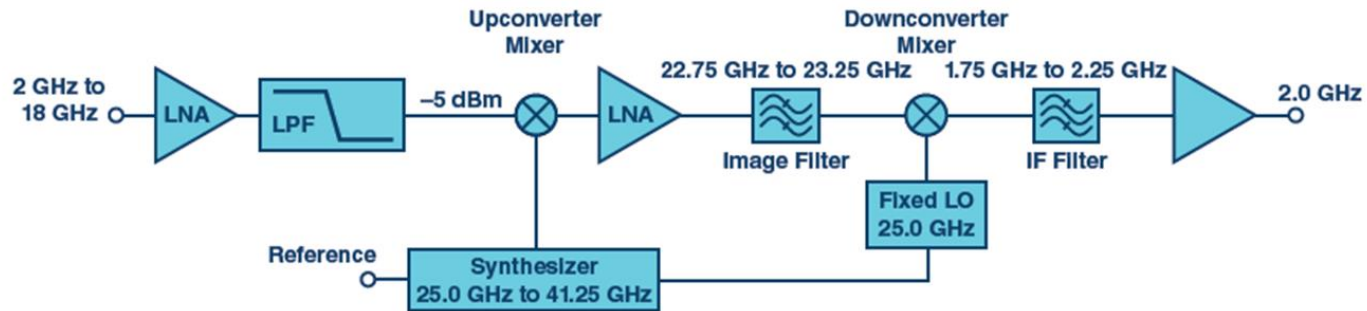 Upconverter
Mixer
Downconverter
Mixer
2 GHz to
18 GHz
LNA
LPF
–5 dBm
LNA
22.75 GHz to 23.25 GHz
1.75 GHz to 2.25 GHz
2.0 GHz
Image Filter
IF Filter
Fixed LO
25.0 GHz
Reference
Synthesizer
25.0 GHz to 41.25 GHz